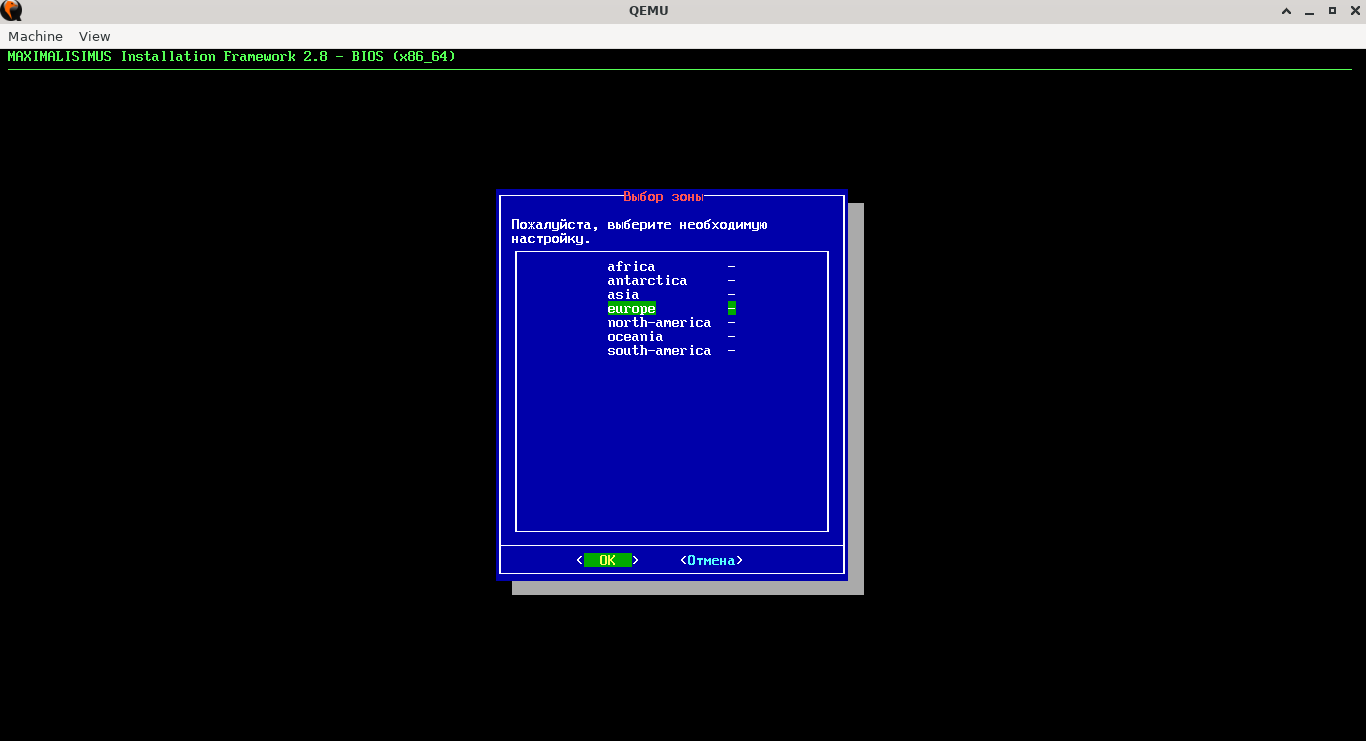 QEMU
Machine View
MAXIMALISIMUS Installation Framework 2.8 - BIOS (x86_64)
Выбор зоны
Пожалуйста, выберите необходимую
настройку.
africa -
antarctica -
asia -
europe -
north-america -
oceania -
south-america -
< OK > <Отмена>